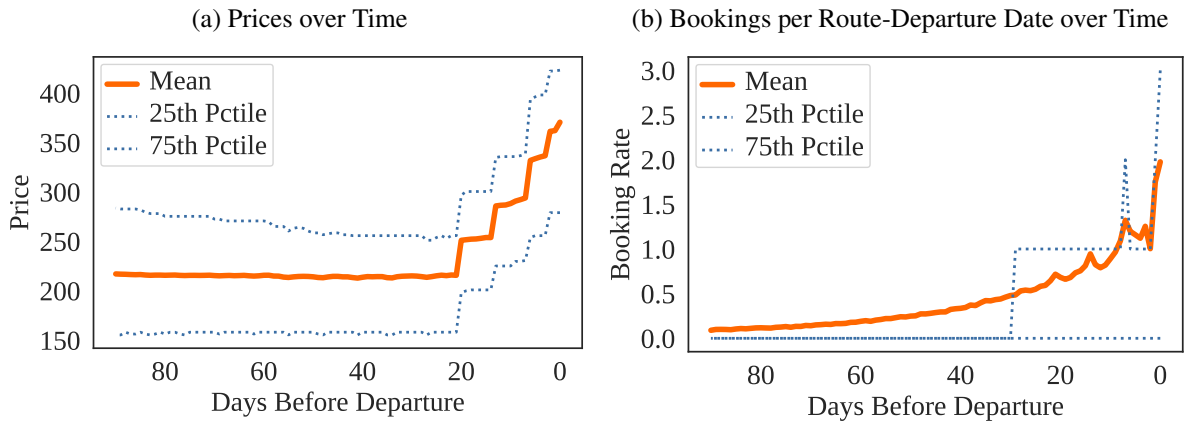 (a) Prices over Time
Mean
25th Pctile
75th Pctile
400
350
300
250
200
150
Price
80
60
40
20
0
Days Before Departure
(b) Bookings per Route-Departure Date over Time
Mean
25th Pctile
75th Pctile
3.0
2.5
2.0
1.5
1.0
0.5
0.0
Booking Rate
80
60
40
20
0
Days Before Departure